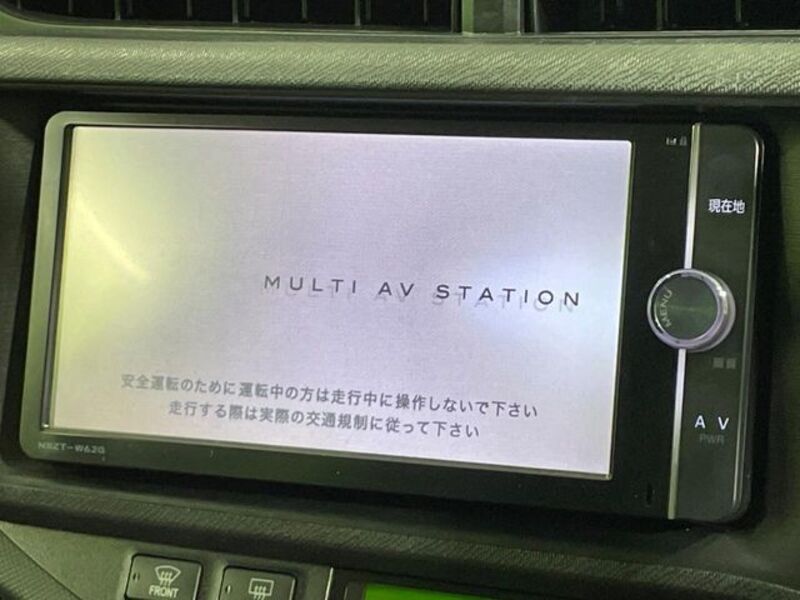 現在地
MULTI AV STATION
MENU
安全運転のために運転中の方は走行中に操作しないで下さい
走行する際は実際の交通規制に従って下さい
AV
PWR
NSZT-W62G
FRONT